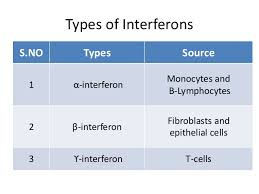 Types of Interferons
S.NO Types Source
1 α-interferon Monocytes and
B-Lymphocytes
2 β-interferon Fibroblasts and
epithelial cells
3 ϒ-interferon T-cells